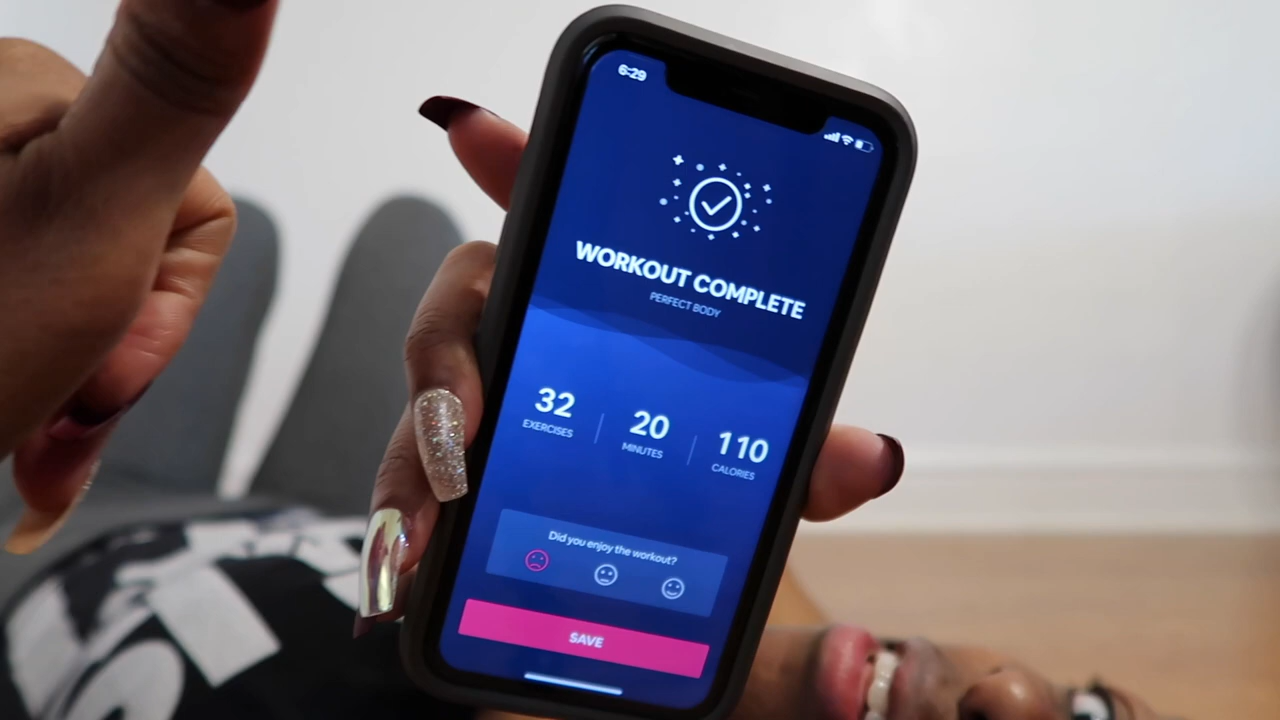 6:29
WORKOUT COMPLETE
PERFECT BODY
32 20 110
EXERCISES MINUTES CALORIES
Did you enjoy the workout?
SAVE